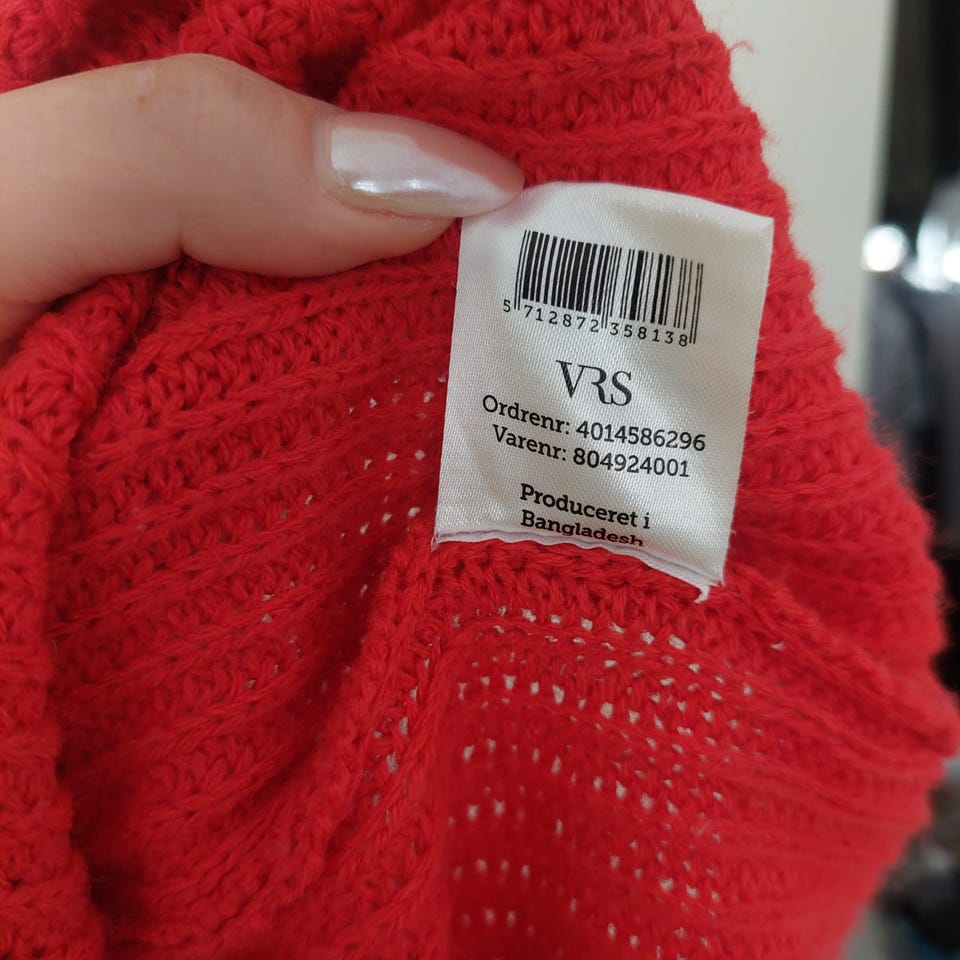 5 712872 358138
VRS
Ordrenr: 4014586296
Varenr: 804924001
Produceret i
Bangladesh